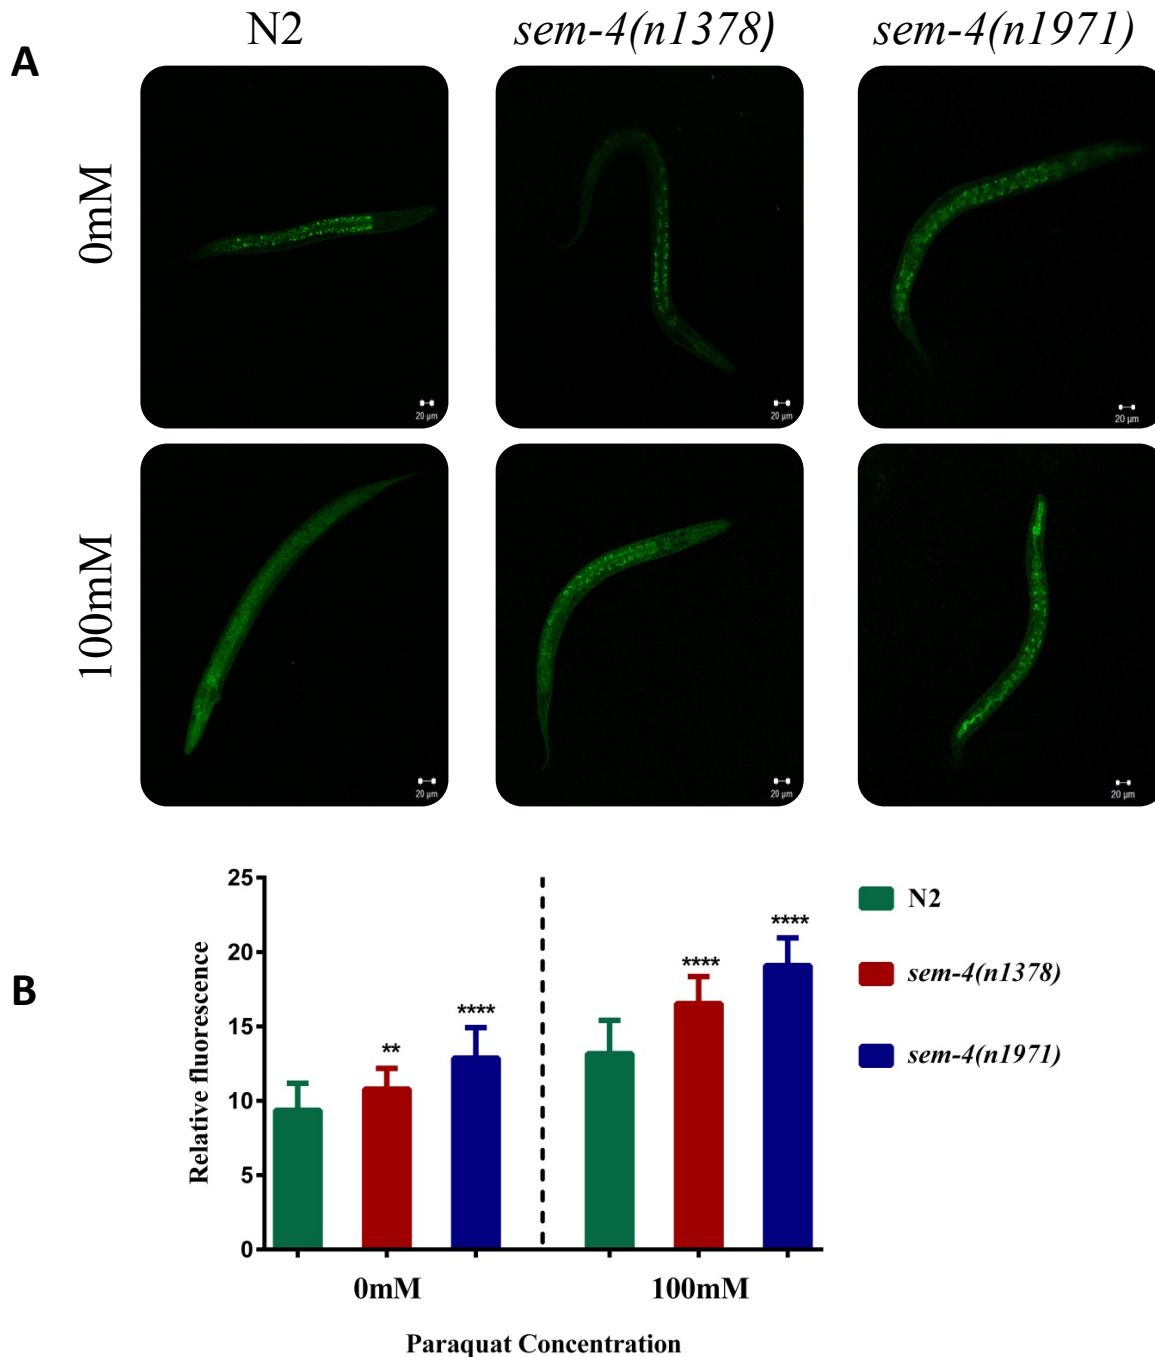 N2 sem-4(n1378) sem-4(n1971)
A
0mM
20 μm 20 μm 20 μm
100mM
20 μm 20 μm 20 μm
B
Relative fluorescence
25
20
15
10
5
0
** **** **** ****
0mM 100mM
Paraquat Concentration
N2
sem-4(n1378)
sem-4(n1971)